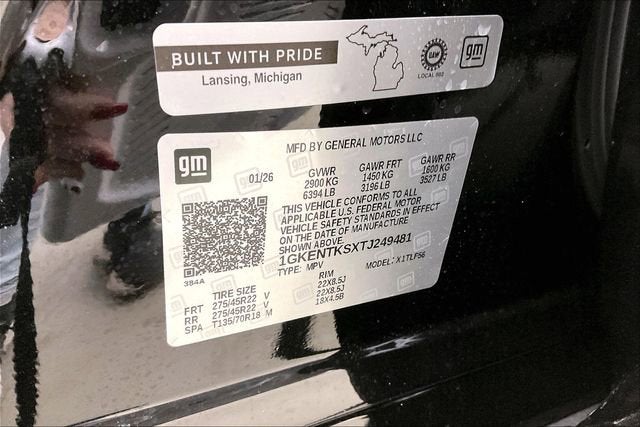 BUILT WITH PRIDE
Lansing, Michigan
UAW
LOCAL 602
gm
gm
MFD BY GENERAL MOTORS LLC
01/26
GVWR GAWR FRT GAWR RR
2900 KG 1450 KG 1600 KG
6394 LB 3196 LB 3527 LB
THIS VEHICLE CONFORMS TO ALL
APPLICABLE U.S. FEDERAL MOTOR
VEHICLE SAFETY STANDARDS IN EFFECT
ON THE DATE OF MANUFACTURE
SHOWN ABOVE.
1GKENTKSXTJ249481
TYPE: MPV MODEL: X1TLF56
384A
TIRE SIZE RIM
FRT 275/45R22 V 22X8.5J
RR 275/45R22 V 22X8.5J
SPA T135/70R18 M 18X4.5B